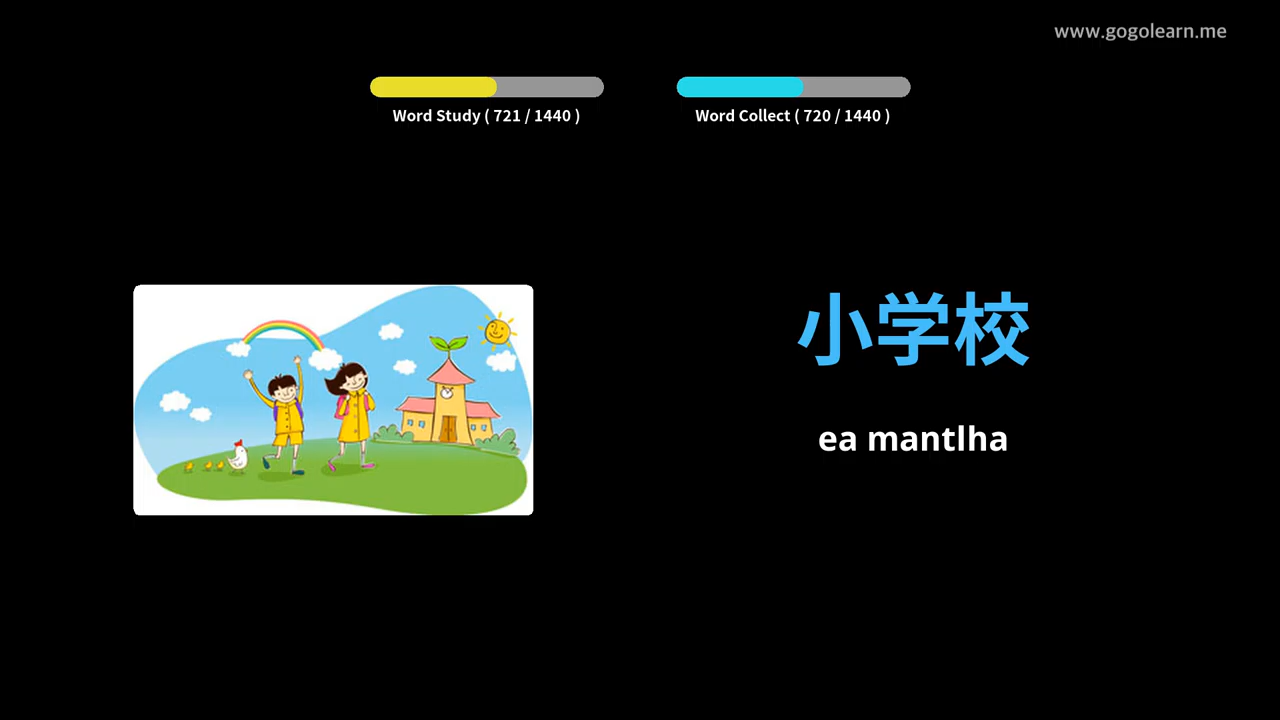 www.gogolearn.me
Word Study ( 721 / 1440 )
Word Collect ( 720 / 1440 )
小学校
ea mantlha